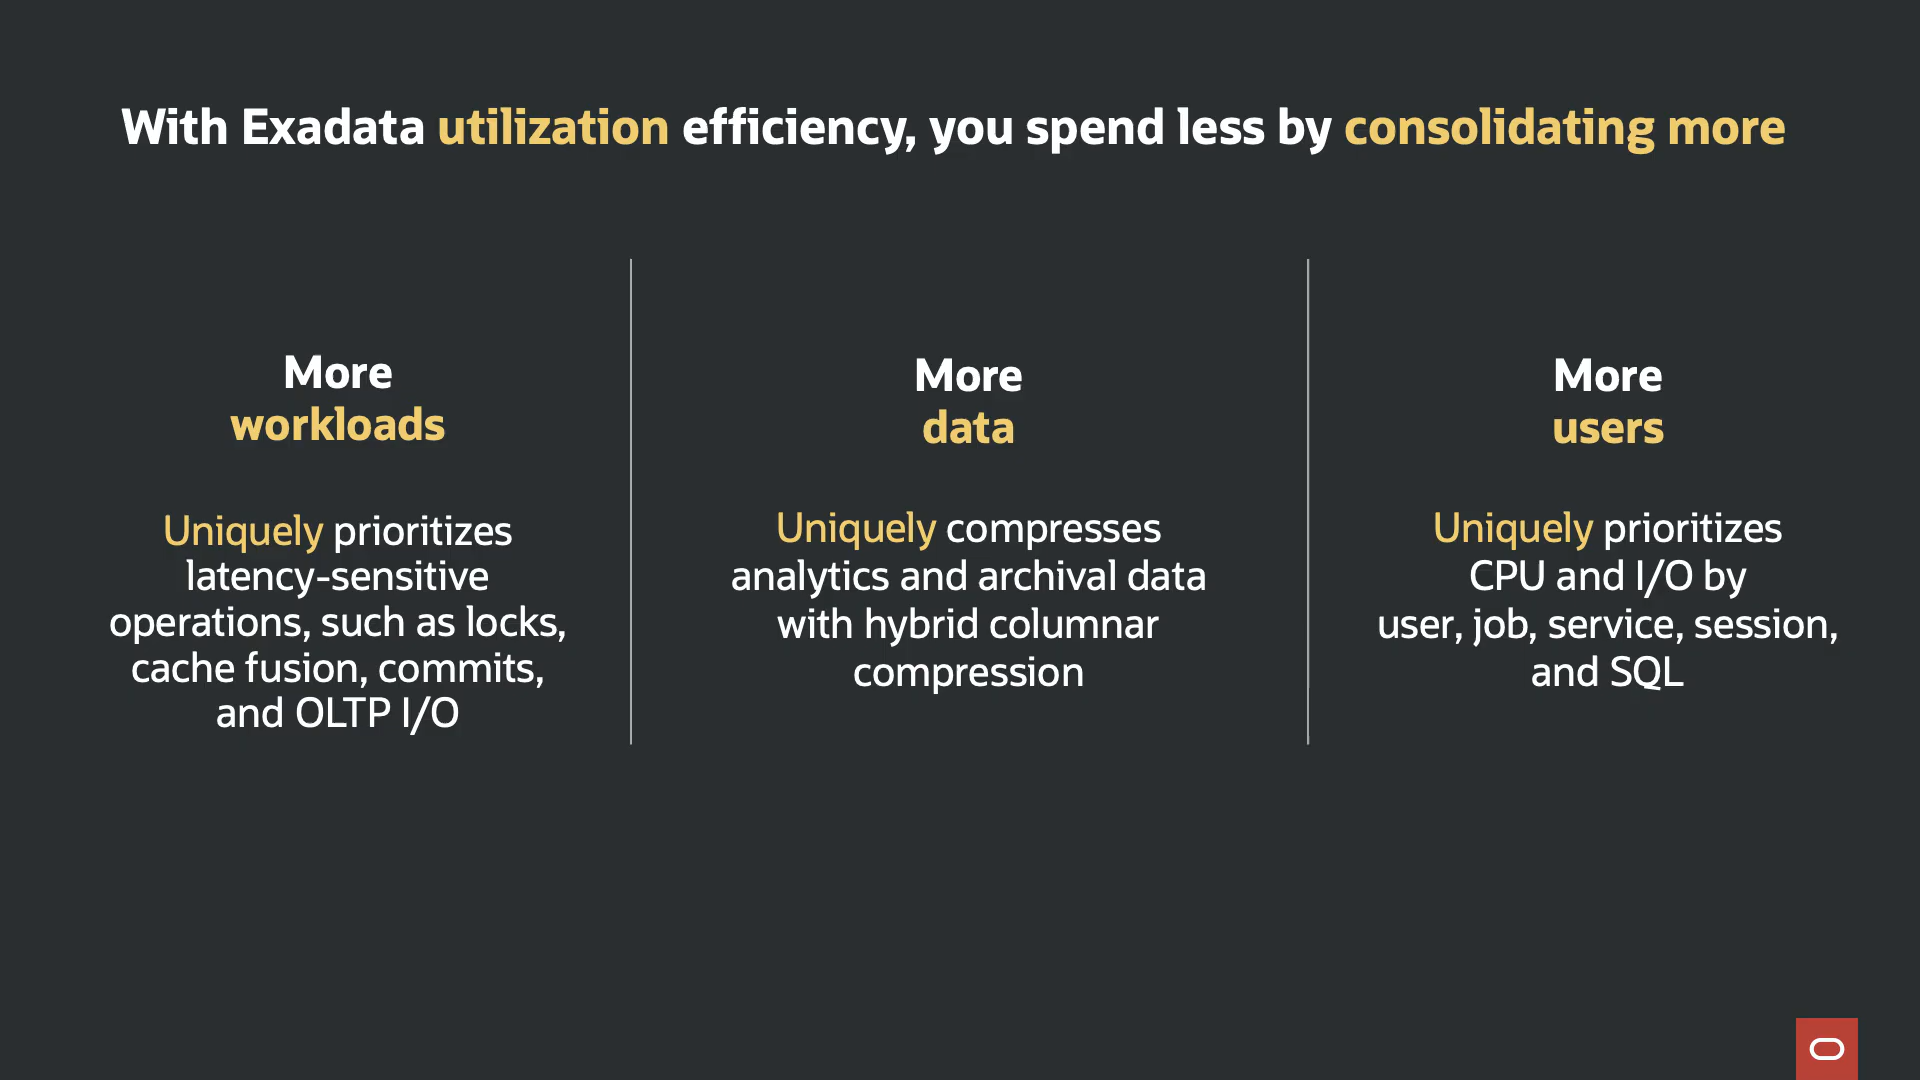 With Exadata utilization efficiency, you spend less by consolidating more
More
workloads
Uniquely prioritizes
latency-sensitive
operations, such as locks,
cache fusion, commits,
and OLTP I/O
More
data
Uniquely compresses
analytics and archival data
with hybrid columnar
compression
More
users
Uniquely prioritizes
CPU and I/O by
user, job, service, session,
and SQL